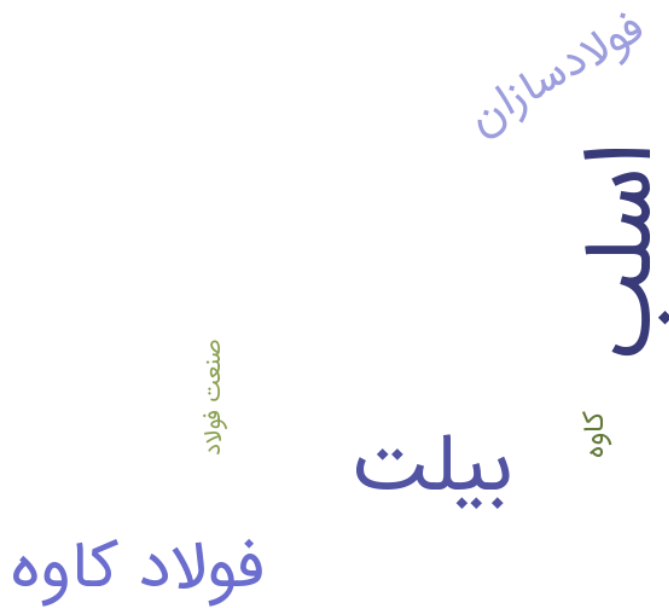 فولادسازان
اسلب
صنعت فولاد
کاوه
بیلت
فولاد کاوه